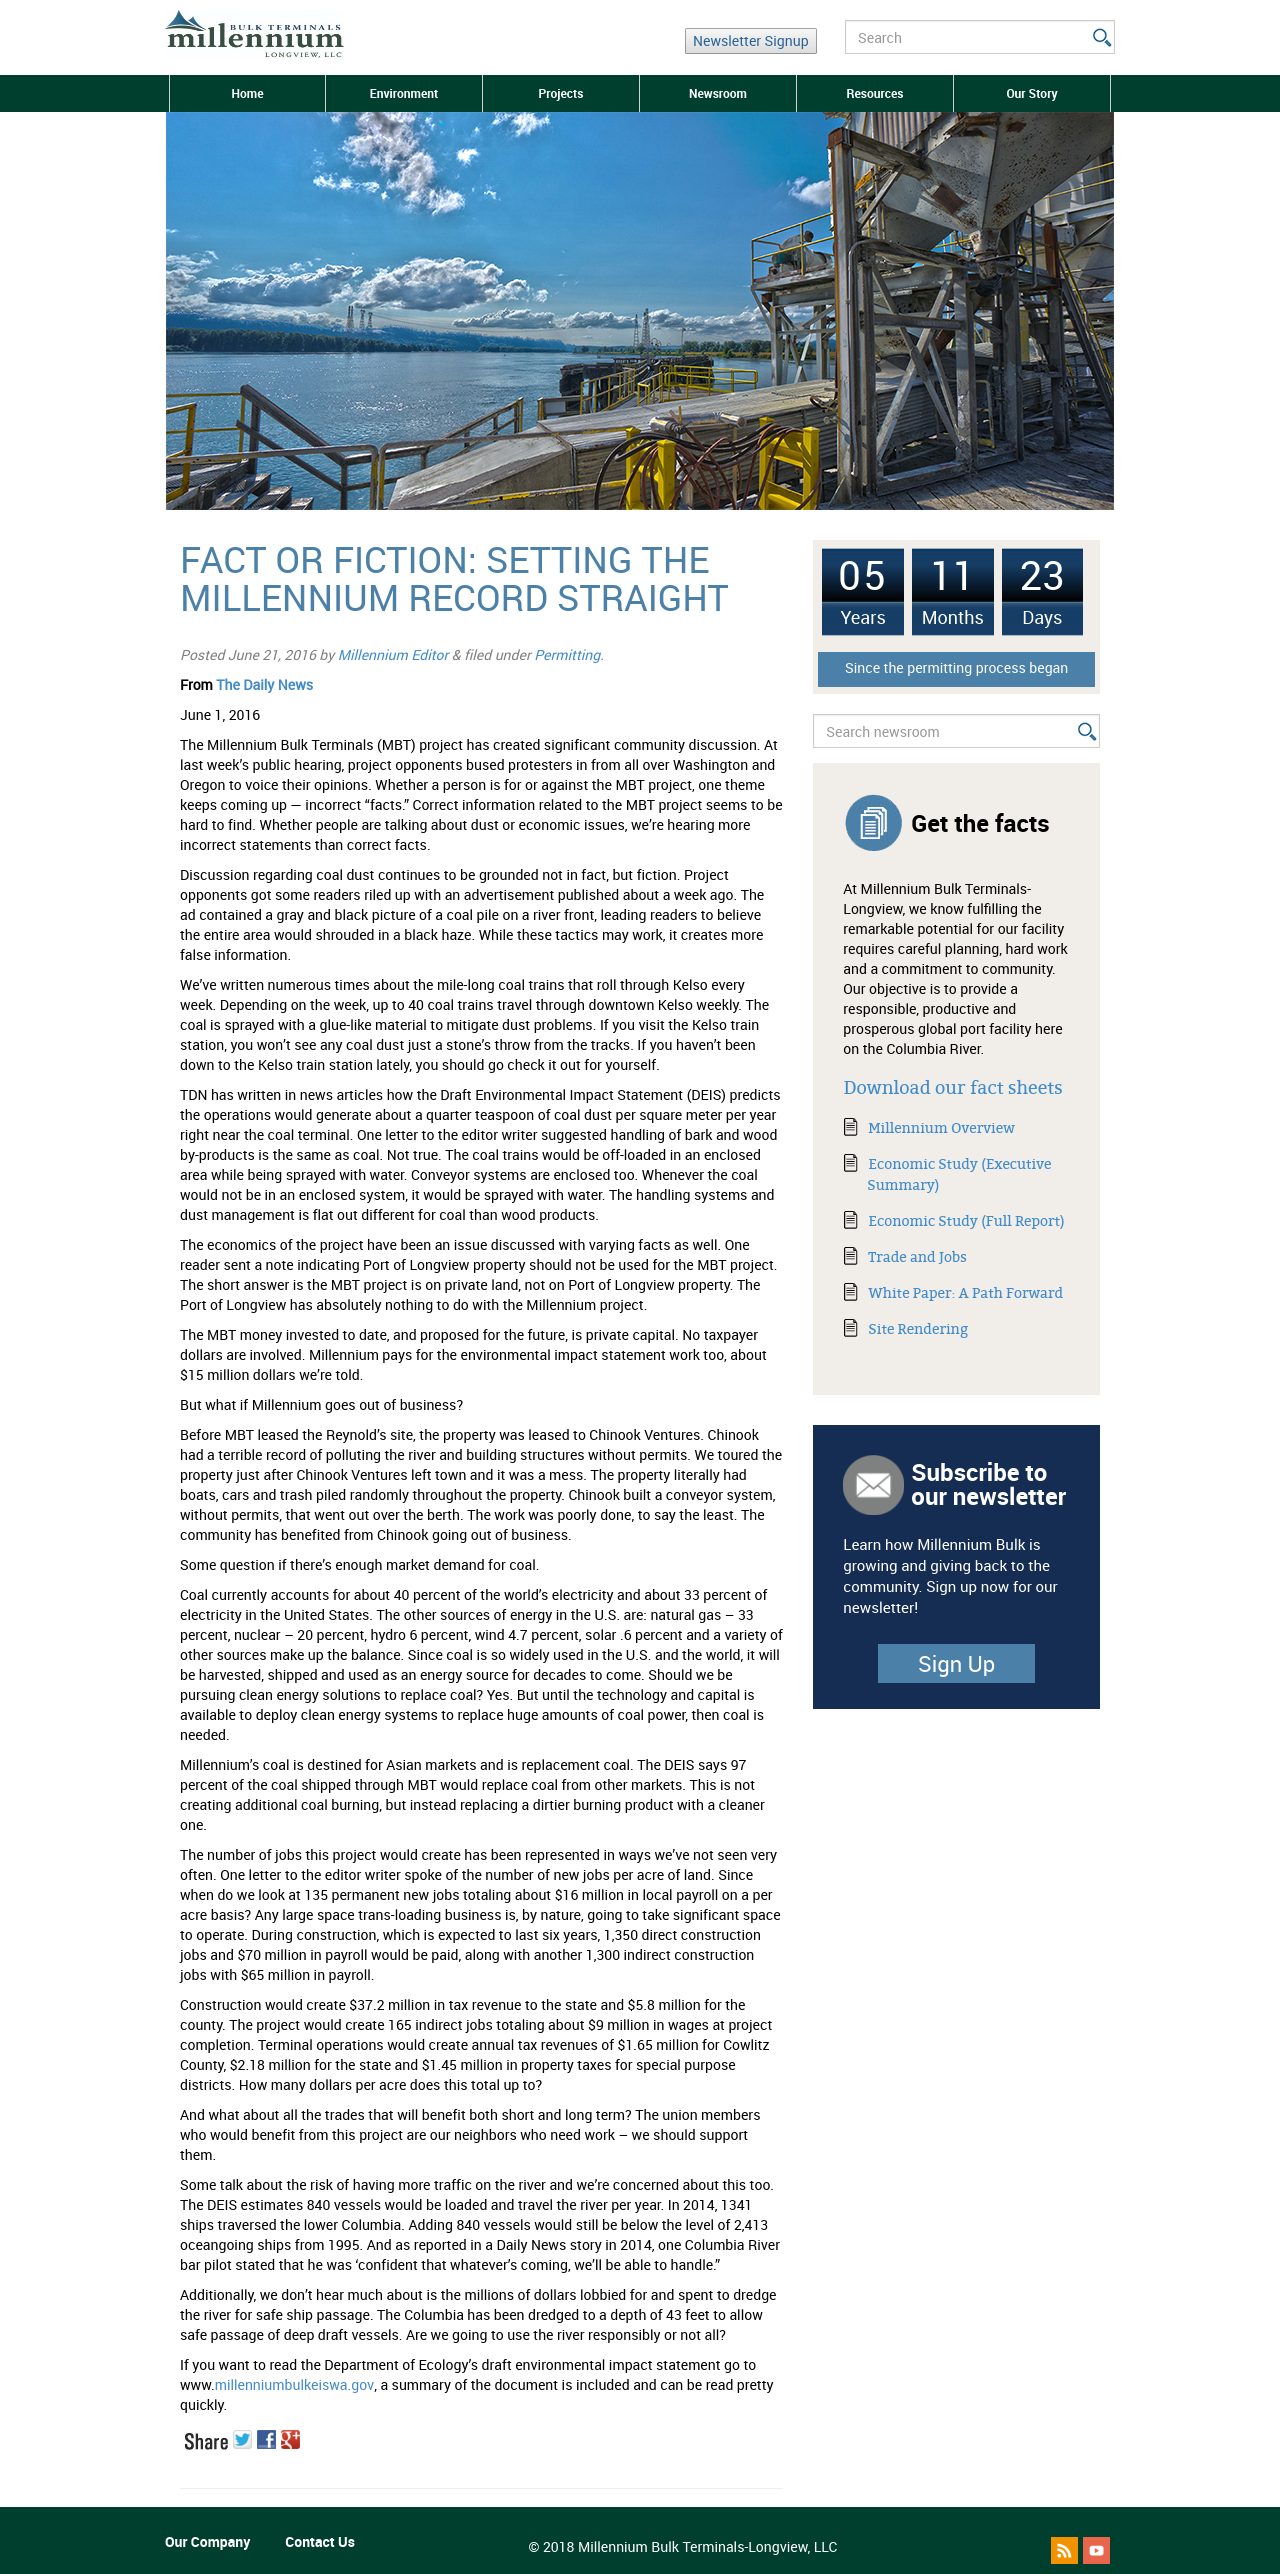 BULK TERMINALS
millennium
LONGVIEW, LLC
Newsletter Signup
Search
Home
Environment
Projects
Newsroom
Resources
Our Story
FACT OR FICTION: SETTING THE
MILLENNIUM RECORD STRAIGHT
Posted June 21, 2016 by Millennium Editor & filed under Permitting.
From The Daily News
June 1, 2016
The Millennium Bulk Terminals (MBT) project has created significant community discussion. At
last week’s public hearing, project opponents bused protesters in from all over Washington and
Oregon to voice their opinions. Whether a person is for or against the MBT project, one theme
keeps coming up — incorrect “facts.” Correct information related to the MBT project seems to be
hard to find. Whether people are talking about dust or economic issues, we’re hearing more
incorrect statements than correct facts.
Discussion regarding coal dust continues to be grounded not in fact, but fiction. Project
opponents got some readers riled up with an advertisement published about a week ago. The
ad contained a gray and black picture of a coal pile on a river front, leading readers to believe
the entire area would shrouded in a black haze. While these tactics may work, it creates more
false information.
We’ve written numerous times about the mile-long coal trains that roll through Kelso every
week. Depending on the week, up to 40 coal trains travel through downtown Kelso weekly. The
coal is sprayed with a glue-like material to mitigate dust problems. If you visit the Kelso train
station, you won’t see any coal dust just a stone’s throw from the tracks. If you haven’t been
down to the Kelso train station lately, you should go check it out for yourself.
TDN has written in news articles how the Draft Environmental Impact Statement (DEIS) predicts
the operations would generate about a quarter teaspoon of coal dust per square meter per year
right near the coal terminal. One letter to the editor writer suggested handling of bark and wood
by-products is the same as coal. Not true. The coal trains would be off-loaded in an enclosed
area while being sprayed with water. Conveyor systems are enclosed too. Whenever the coal
would not be in an enclosed system, it would be sprayed with water. The handling systems and
dust management is flat out different for coal than wood products.
The economics of the project have been an issue discussed with varying facts as well. One
reader sent a note indicating Port of Longview property should not be used for the MBT project.
The short answer is the MBT project is on private land, not on Port of Longview property. The
Port of Longview has absolutely nothing to do with the Millennium project.
The MBT money invested to date, and proposed for the future, is private capital. No taxpayer
dollars are involved. Millennium pays for the environmental impact statement work too, about
$15 million dollars we’re told.
But what if Millennium goes out of business?
Before MBT leased the Reynold’s site, the property was leased to Chinook Ventures. Chinook
had a terrible record of polluting the river and building structures without permits. We toured the
property just after Chinook Ventures left town and it was a mess. The property literally had
boats, cars and trash piled randomly throughout the property. Chinook built a conveyor system,
without permits, that went out over the berth. The work was poorly done, to say the least. The
community has benefited from Chinook going out of business.
Some question if there’s enough market demand for coal.
Coal currently accounts for about 40 percent of the world’s electricity and about 33 percent of
electricity in the United States. The other sources of energy in the U.S. are: natural gas – 33
percent, nuclear – 20 percent, hydro 6 percent, wind 4.7 percent, solar .6 percent and a variety of
other sources make up the balance. Since coal is so widely used in the U.S. and the world, it will
be harvested, shipped and used as an energy source for decades to come. Should we be
pursuing clean energy solutions to replace coal? Yes. But until the technology and capital is
available to deploy clean energy systems to replace huge amounts of coal power, then coal is
needed.
Millennium’s coal is destined for Asian markets and is replacement coal. The DEIS says 97
percent of the coal shipped through MBT would replace coal from other markets. This is not
creating additional coal burning, but instead replacing a dirtier burning product with a cleaner
one.
The number of jobs this project would create has been represented in ways we’ve not seen very
often. One letter to the editor writer spoke of the number of new jobs per acre of land. Since
when do we look at 135 permanent new jobs totaling about $16 million in local payroll on a per
acre basis? Any large space trans-loading business is, by nature, going to take significant space
to operate. During construction, which is expected to last six years, 1,350 direct construction
jobs and $70 million in payroll would be paid, along with another 1,300 indirect construction
jobs with $65 million in payroll.
Construction would create $37.2 million in tax revenue to the state and $5.8 million for the
county. The project would create 165 indirect jobs totaling about $9 million in wages at project
completion. Terminal operations would create annual tax revenues of $1.65 million for Cowlitz
County, $2.18 million for the state and $1.45 million in property taxes for special purpose
districts. How many dollars per acre does this total up to?
And what about all the trades that will benefit both short and long term? The union members
who would benefit from this project are our neighbors who need work – we should support
them.
Some talk about the risk of having more traffic on the river and we’re concerned about this too.
The DEIS estimates 840 vessels would be loaded and travel the river per year. In 2014, 1341
ships traversed the lower Columbia. Adding 840 vessels would still be below the level of 2,413
oceangoing ships from 1995. And as reported in a Daily News story in 2014, one Columbia River
bar pilot stated that he was ‘confident that whatever’s coming, we’ll be able to handle.”
Additionally, we don’t hear much about is the millions of dollars lobbied for and spent to dredge
the river for safe ship passage. The Columbia has been dredged to a depth of 43 feet to allow
safe passage of deep draft vessels. Are we going to use the river responsibly or not all?
If you want to read the Department of Ecology’s draft environmental impact statement go to
www.millenniumbulkeiswa.gov, a summary of the document is included and can be read pretty
quickly.
Share
05 11 23
Years Months Days
Since the permitting process began
Search newsroom
Get the facts
At Millennium Bulk Terminals-
Longview, we know fulfilling the
remarkable potential for our facility
requires careful planning, hard work
and a commitment to community.
Our objective is to provide a
responsible, productive and
prosperous global port facility here
on the Columbia River.
Download our fact sheets
Millennium Overview
Economic Study (Executive
Summary)
Economic Study (Full Report)
Trade and Jobs
White Paper: A Path Forward
Site Rendering
Subscribe to
our newsletter
Learn how Millennium Bulk is
growing and giving back to the
community. Sign up now for our
newsletter!
Sign Up
Our Company
Contact Us
© 2018 Millennium Bulk Terminals-Longview, LLC